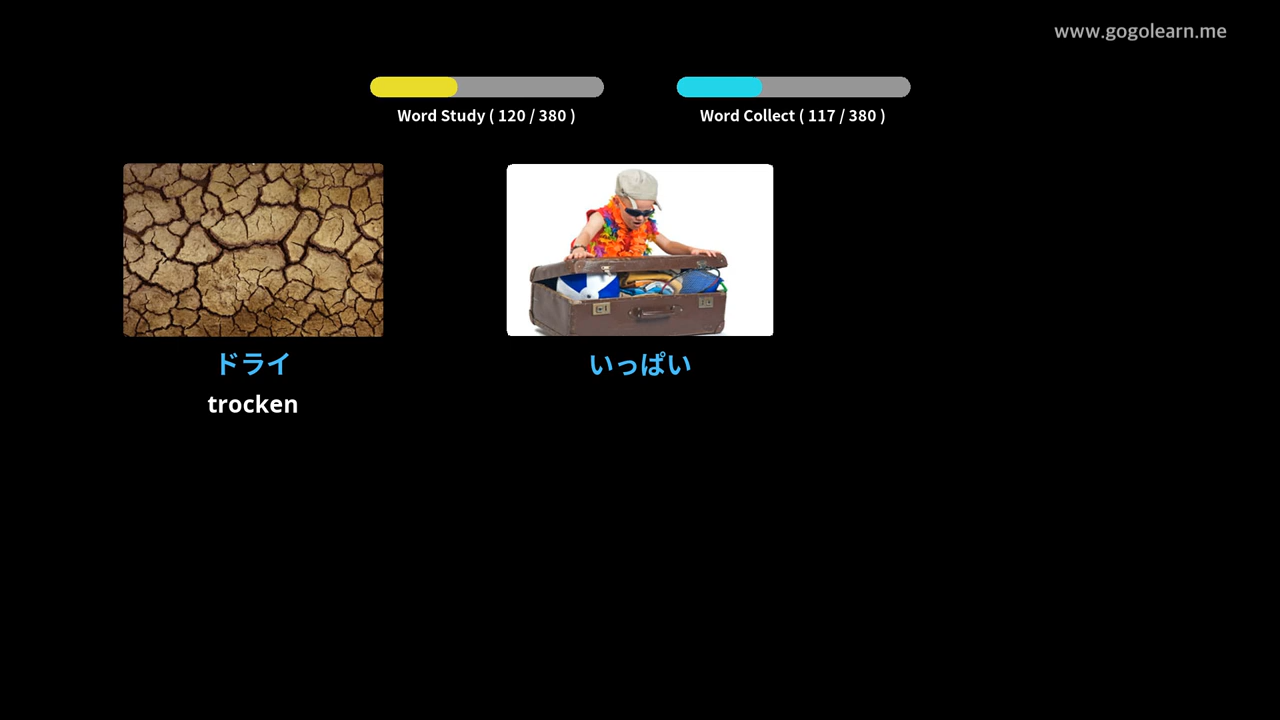 www.gogolearn.me
Word Study ( 120 / 380 )
Word Collect ( 117 / 380 )
ドライ
いっぱい
trocken